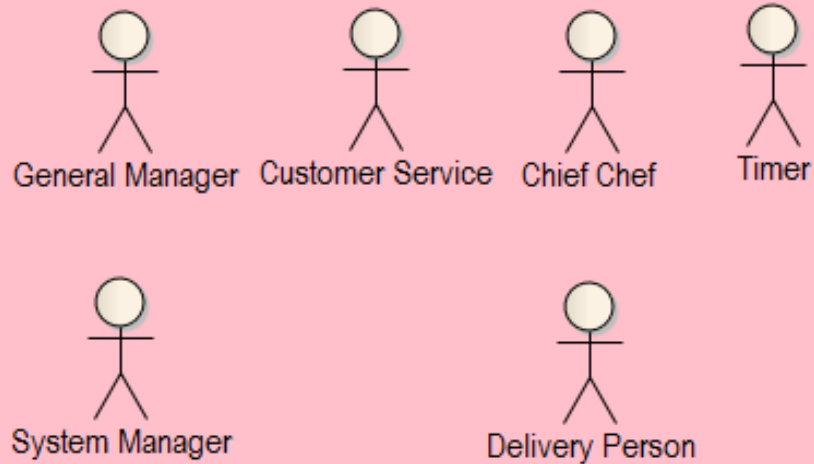 General Manager
Customer Service
Chief Chef
Timer
System Manager
Delivery Person